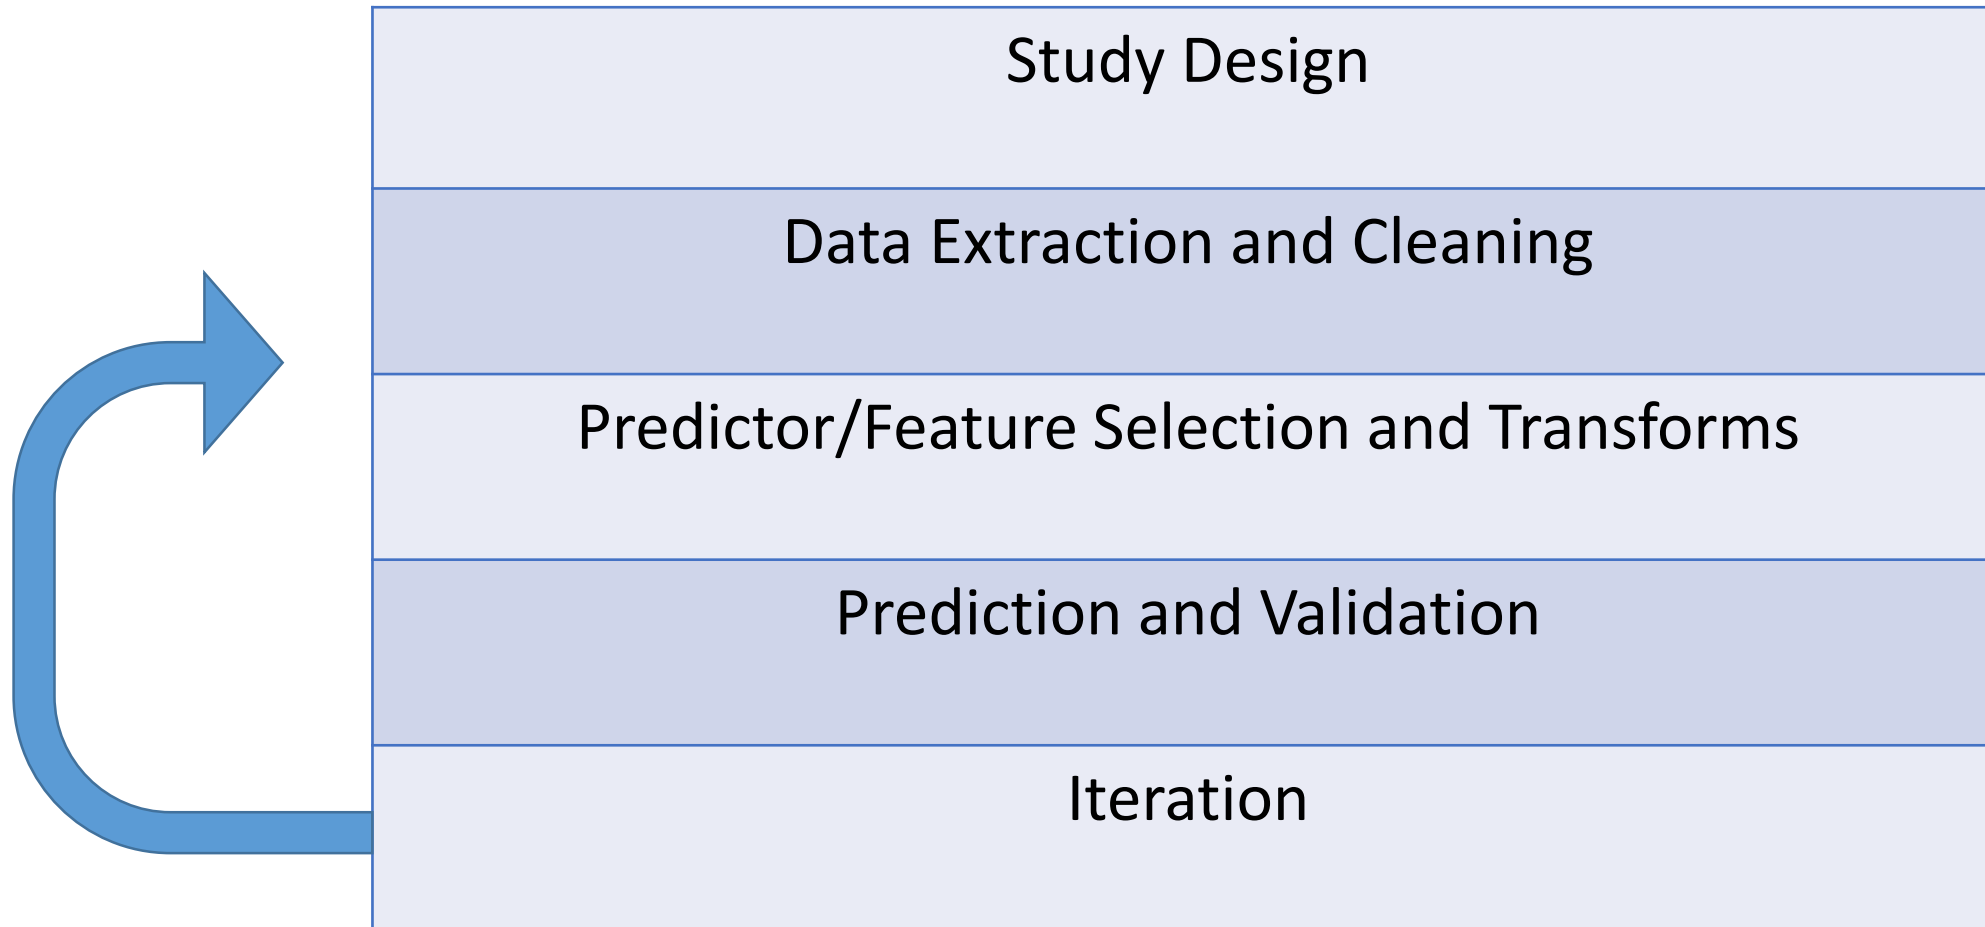 Study Design
Data Extraction and Cleaning
Predictor/Feature Selection and Transforms
Prediction and Validation
Iteration